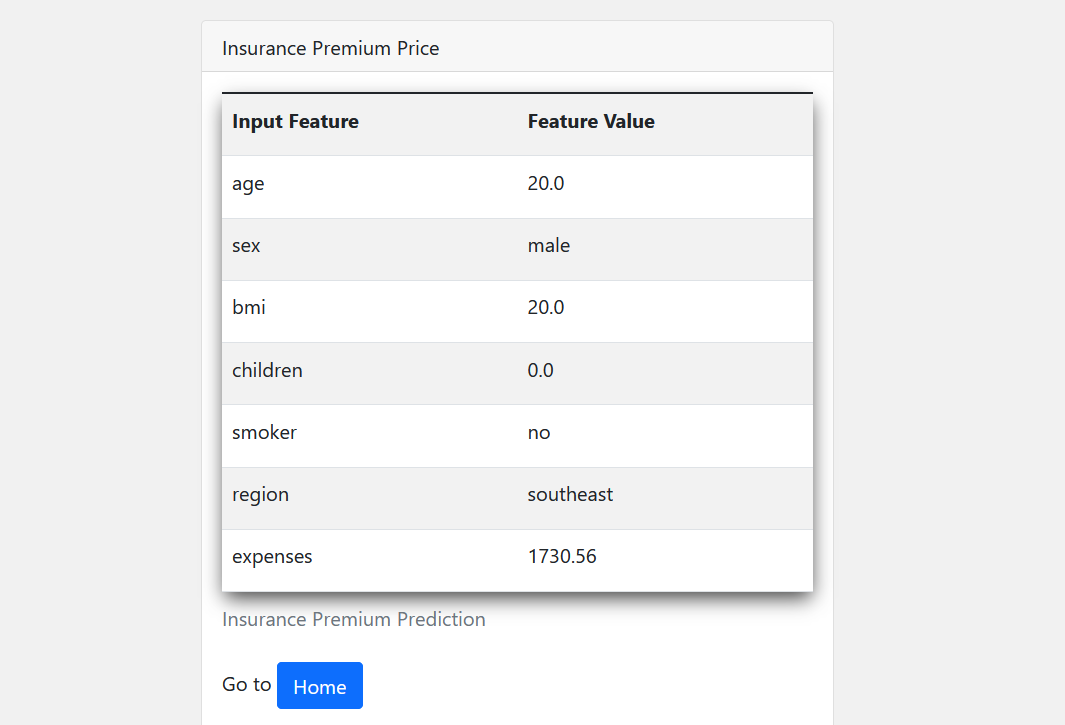 Insurance Premium Price
Input Feature Feature Value
age 20.0
sex male
bmi 20.0
children 0.0
smoker no
region southeast
expenses 1730.56
Insurance Premium Prediction
Go to Home